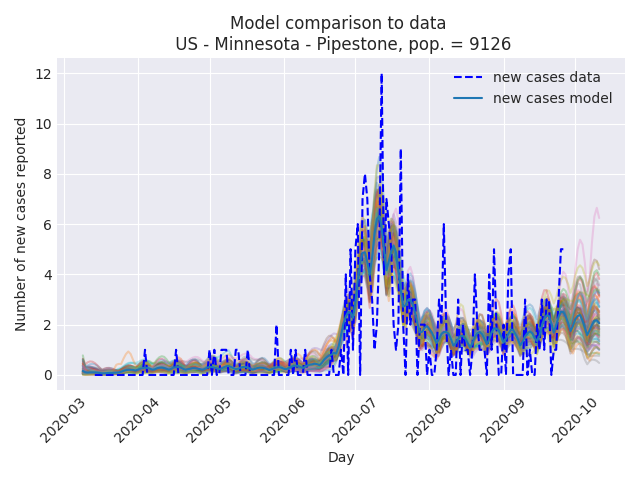 Model comparison to data
US - Minnesota - Pipestone, pop. = 9126
new cases data
new cases model
Number of new cases reported
12
10
8
6
4
2
0
2020-03
2020-04
2020-05
2020-06
2020-07
2020-08
2020-09
2020-10
Day